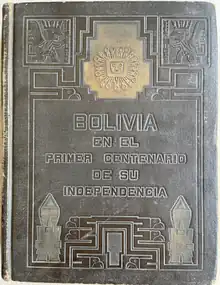 BOLIVIA
EN EL
PRIMER CENTENARIO
DE SU
INDEPENDENCIA